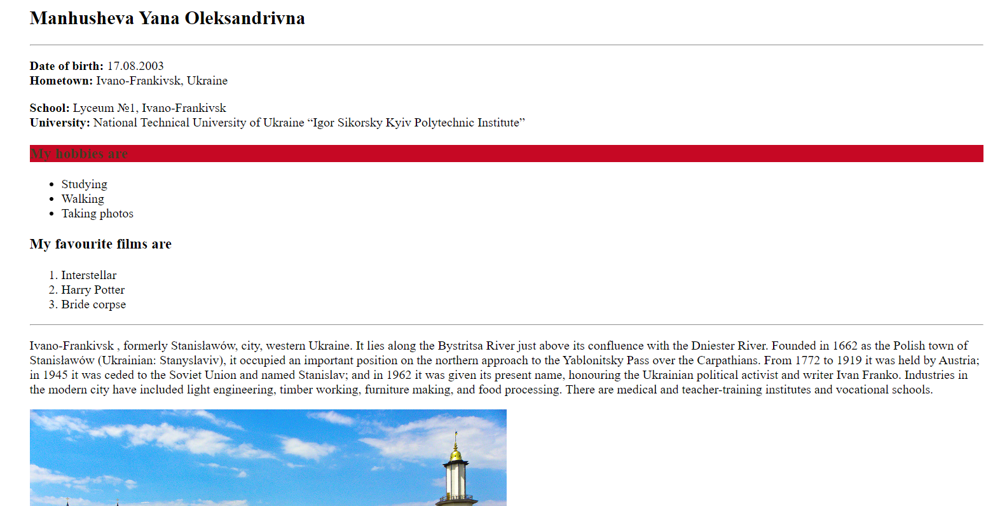 Manhusheva Yana Oleksandrivna
Date of birth: 17.08.2003
Hometown: Ivano-Frankivsk, Ukraine
School: Lyceum №1, Ivano-Frankivsk
University: National Technical University of Ukraine “Igor Sikorsky Kyiv Polytechnic Institute”
My hobbies are
• Studying
• Walking
• Taking photos
My favourite films are
1. Interstellar
2. Harry Potter
3. Bride corpse
Ivano-Frankivsk , formerly Stanisławów, city, western Ukraine. It lies along the Bystritsa River just above its confluence with the Dniester River. Founded in 1662 as the Polish town of
Stanisławów (Ukrainian: Stanyslaviv), it occupied an important position on the northern approach to the Yablonitsky Pass over the Carpathians. From 1772 to 1919 it was held by Austria;
in 1945 it was ceded to the Soviet Union and named Stanislav; and in 1962 it was given its present name, honouring the Ukrainian political activist and writer Ivan Franko. Industries in
the modern city have included light engineering, timber working, furniture making, and food processing. There are medical and teacher-training institutes and vocational schools.